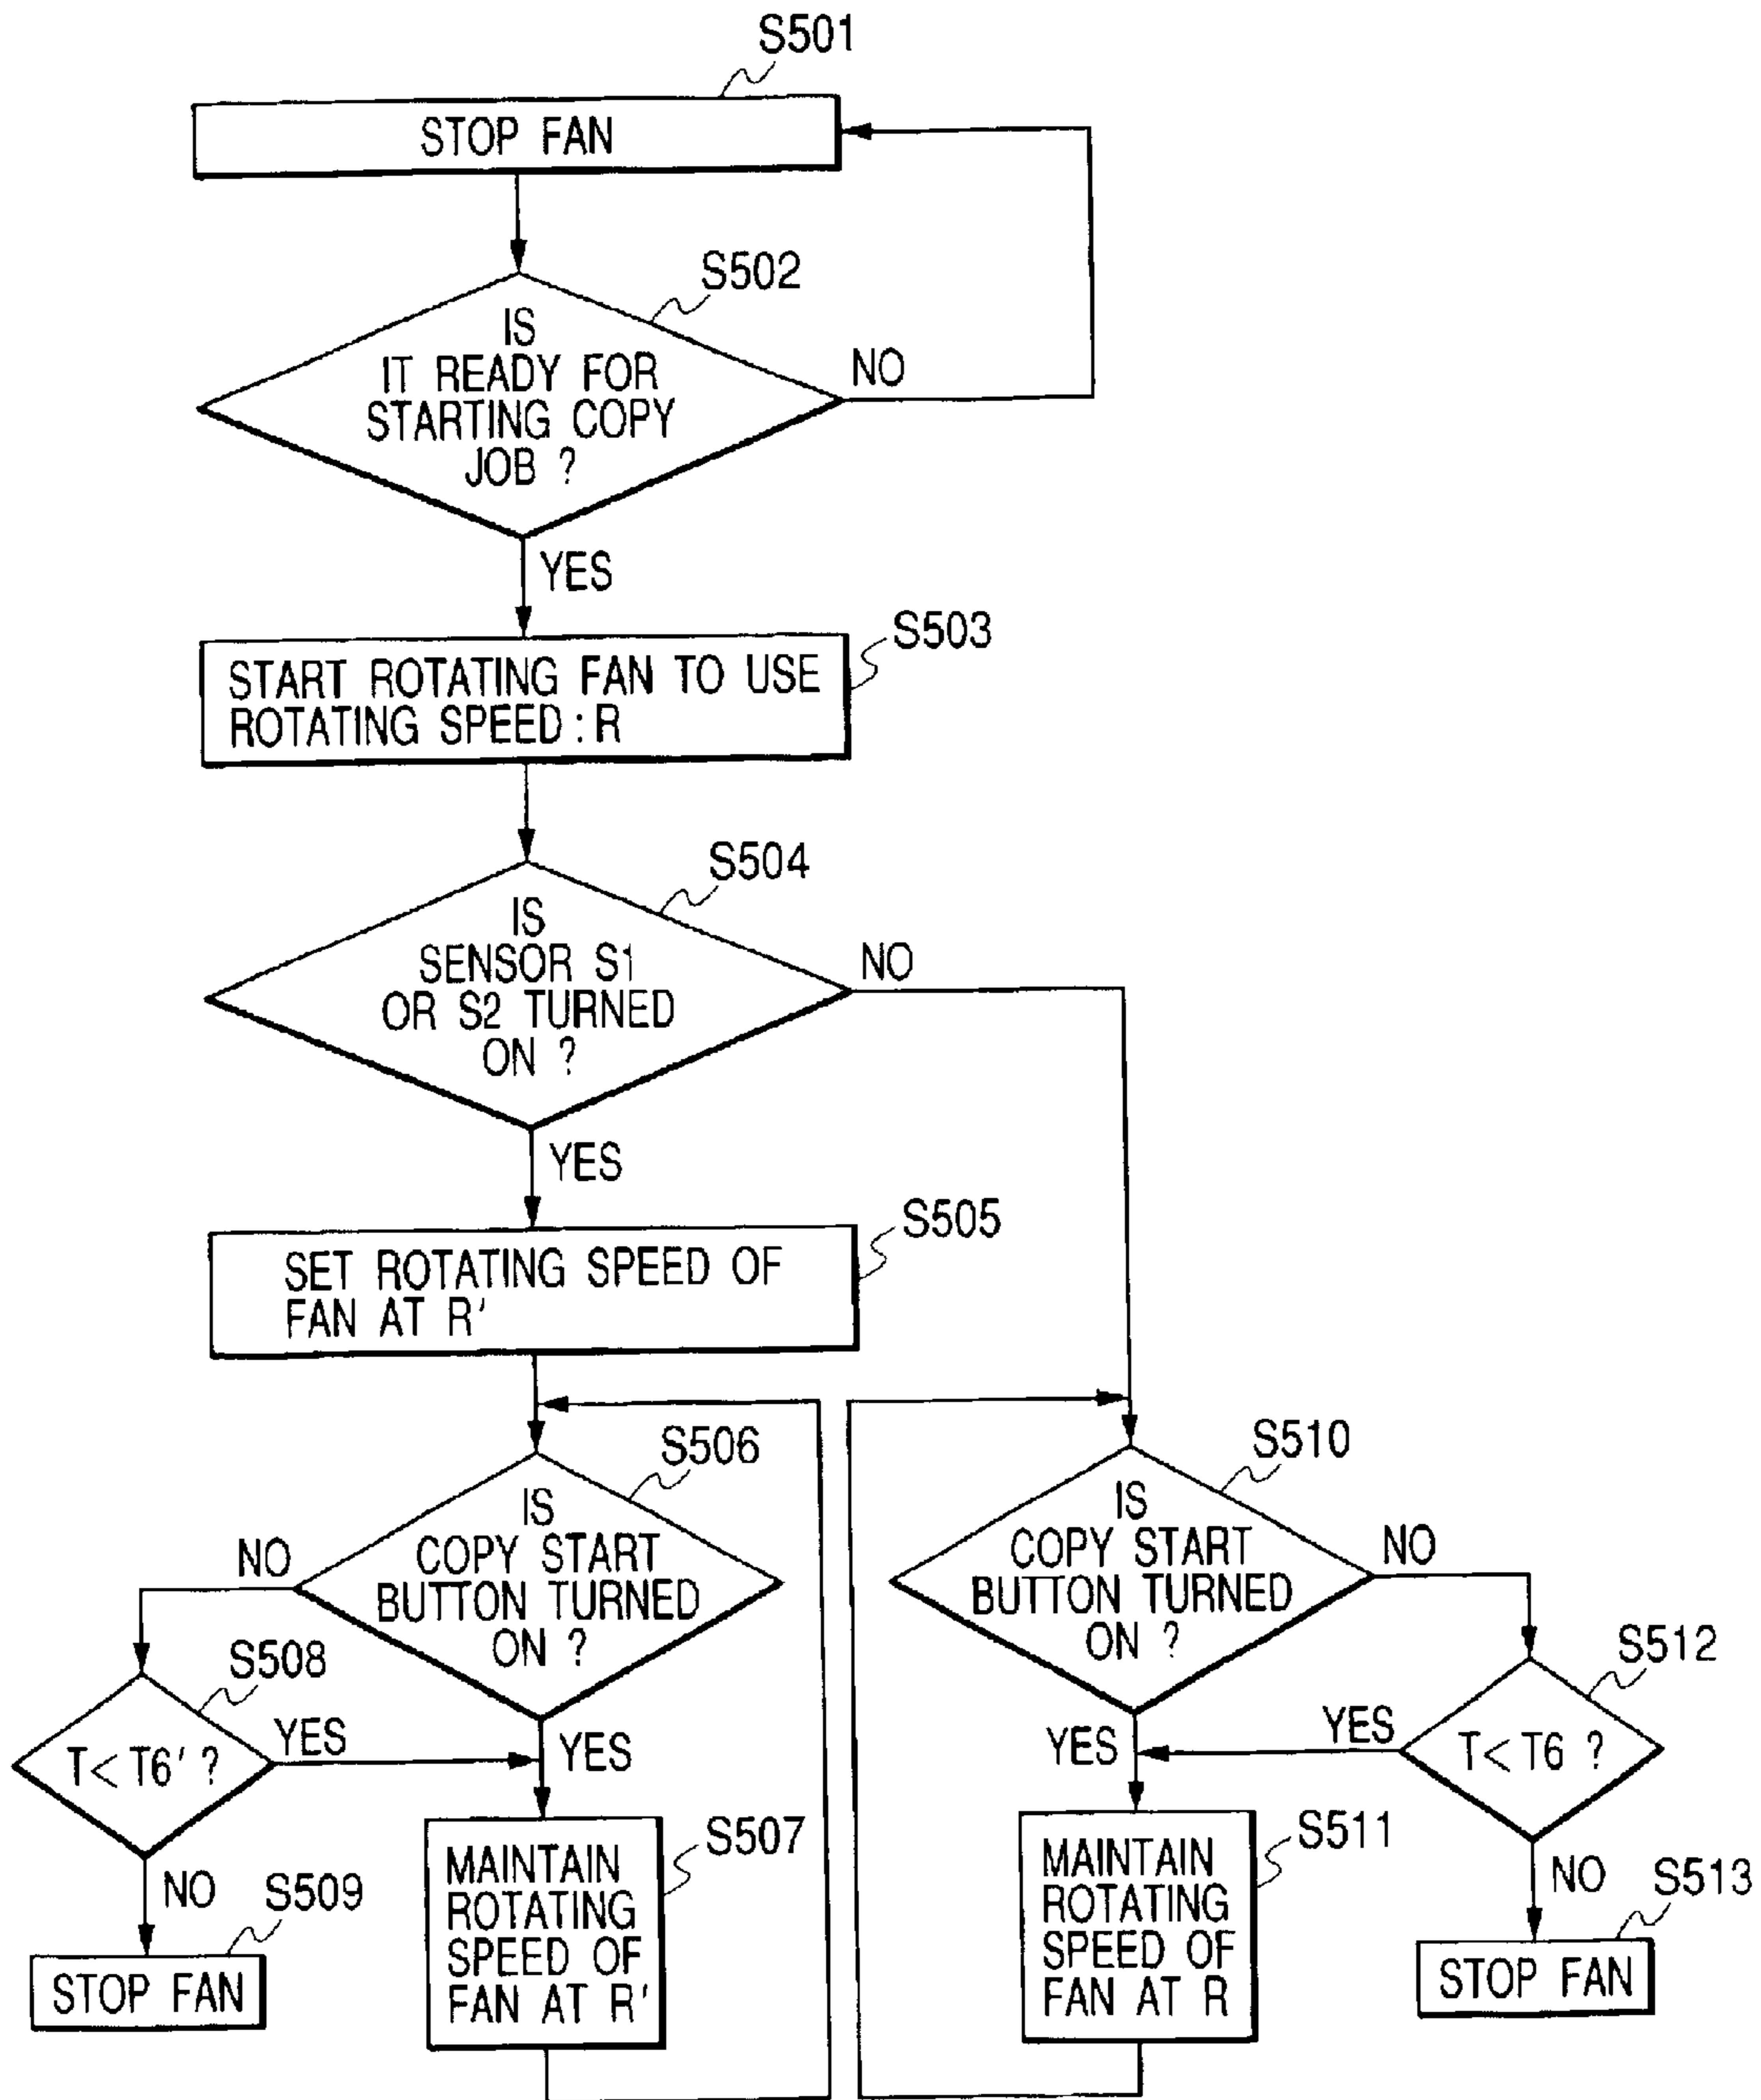 S501
STOP FAN
S502
IS
IT READY FOR
STARTING COPY
JOB ?
NO
YES
S503
START ROTATING FAN TO USE
ROTATING SPEED : R
S504
IS
SENSOR S1
OR S2 TURNED
ON ?
NO
YES
S505
SET ROTATING SPEED OF
FAN AT R'
S506
IS
COPY START
BUTTON TURNED
ON ?
NO
YES
S508
T < T6' ?
YES
NO
S509
STOP FAN
S507
MAINTAIN
ROTATING
SPEED OF
FAN AT R'
S510
IS
COPY START
BUTTON TURNED
ON ?
NO
YES
S512
T < T6 ?
YES
NO
S511
MAINTAIN
ROTATING
SPEED OF
FAN AT R
S513
STOP FAN